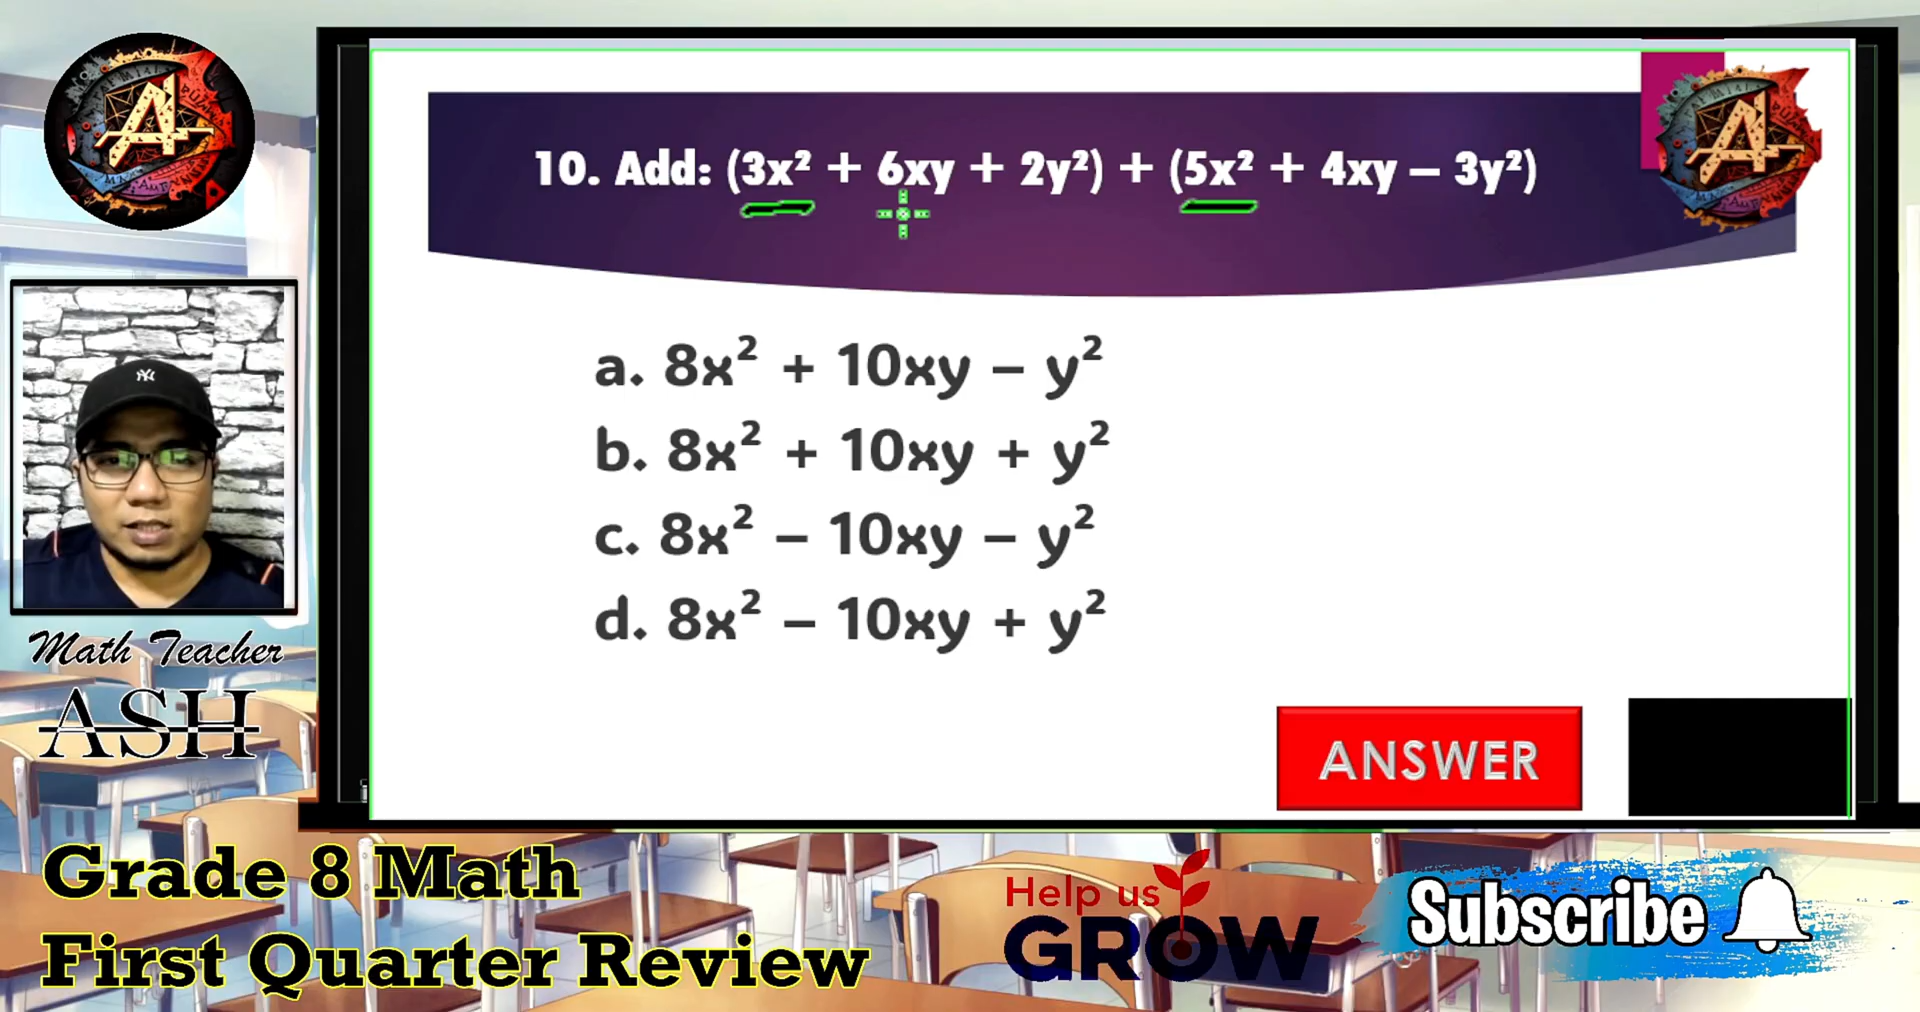 10. Add: (3x² + 6xy + 2y²) + (5x² + 4xy – 3y²)
a. 8x² + 10xy – y²
b. 8x² + 10xy + y²
c. 8x² – 10xy – y²
d. 8x² – 10xy + y²
ANSWER
Math Teacher
ASH
Grade 8 Math
First Quarter Review
Help us
GROW
Subscribe